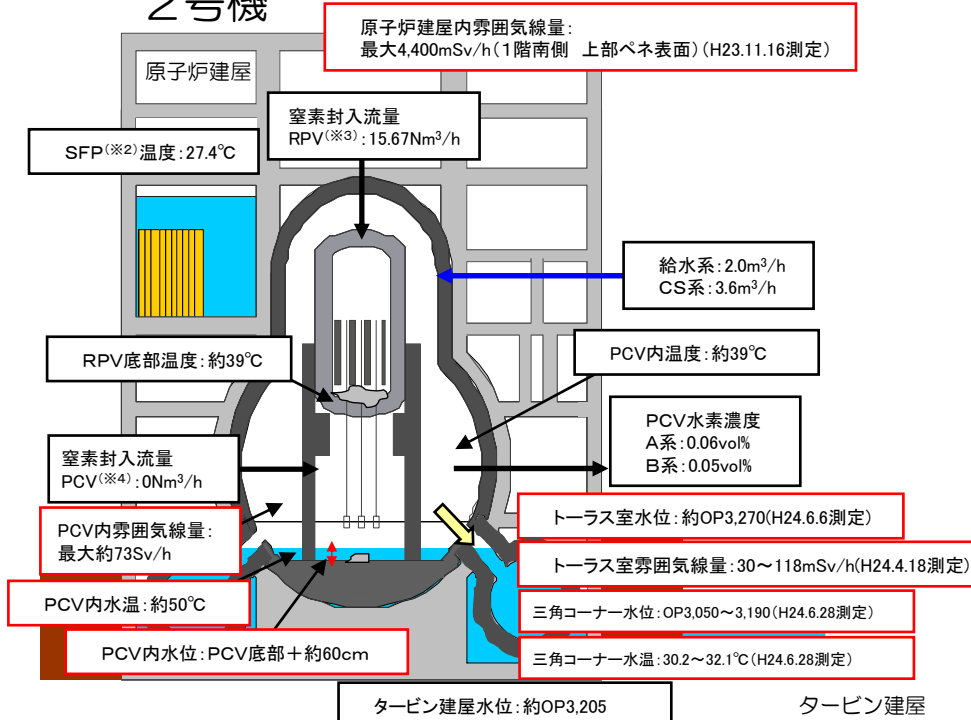 2号機
原子炉建屋内雰囲気線量：
最大4,400mSv/h（1階南側　上部ペネ表面）（H23.11.16測定）
原子炉建屋
窒素封入流量
RPV(※3)：15.67Nm3/h
SFP(※2)温度：27.4℃
給水系：2.0m3/h
CS系：3.6m3/h
RPV底部温度：約39℃
PCV内温度：約39℃
PCV水素濃度
A系：0.06vol%
B系：0.05vol%
窒素封入流量
PCV(※4)：0Nm3/h
トーラス室水位：約OP3,270（H24.6.6測定）
PCV内雰囲気線量：
最大約73Sv/h
トーラス室雰囲気線量：30～118mSv/h（H24.4.18測定）
PCV内水温：約50℃
三角コーナー水位：OP3,050～3,190（H24.6.28測定）
PCV内水位：PCV底部＋約60cm
三角コーナー水温：30.2～32.1℃（H24.6.28測定）
タービン建屋水位：約OP3,205
タービン建屋